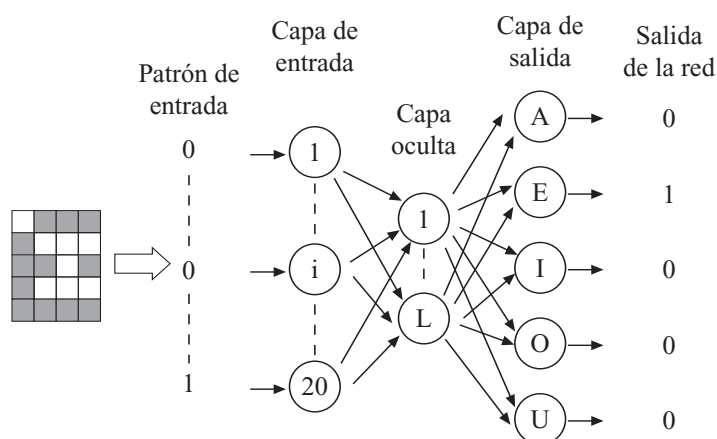 Patrón de
entrada
0
0
1
Capa de
entrada
1
i
20
Capa
oculta
1
L
Capa de
salida
A
E
I
O
U
Salida
de la red
0
1
0
0
0